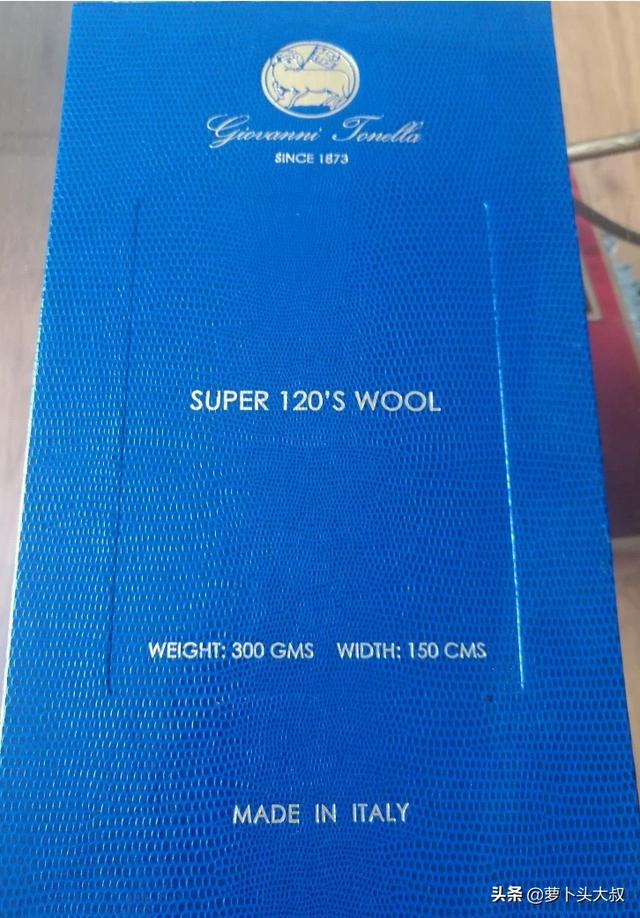 Giovanni Tonella
SINCE 1873
SUPER 120'S WOOL
WEIGHT: 300 GMS WIDTH: 150 CMS
MADE IN ITALY
头条 @萝卜头大叔